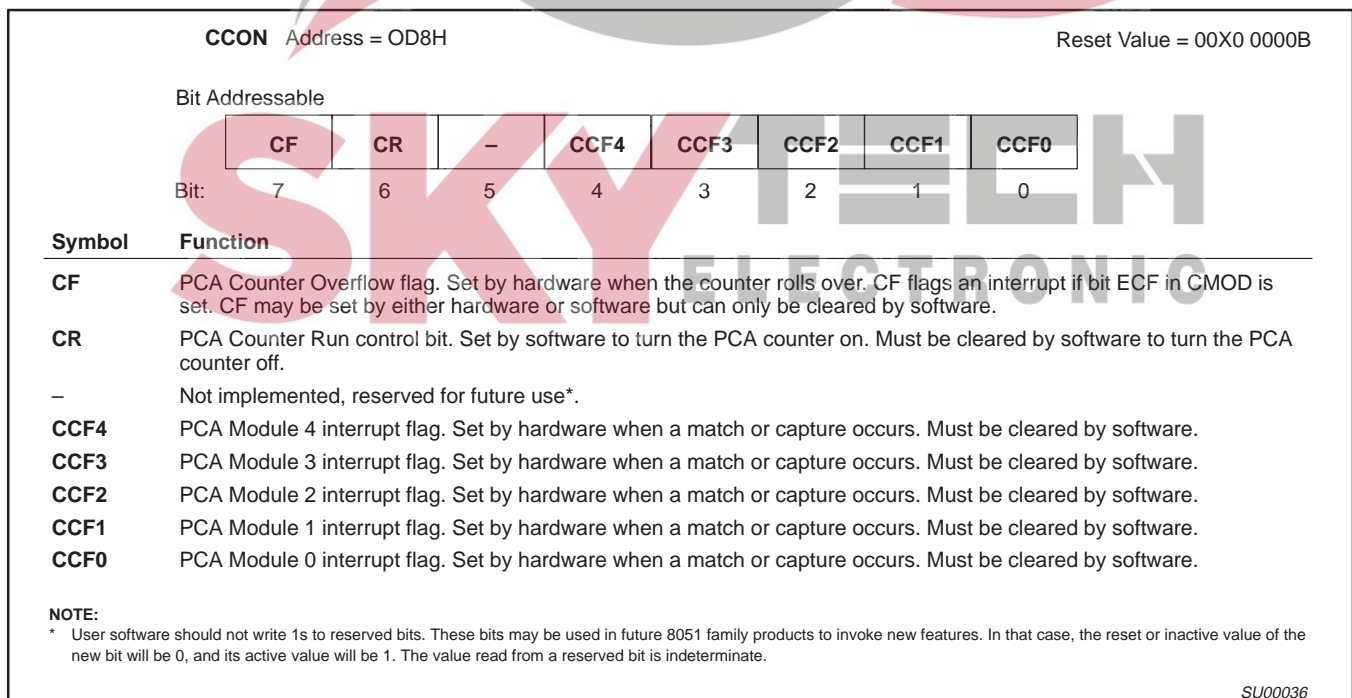 CCON Address = OD8H Reset Value = 00X0 0000B
Bit Addressable
CF CR – CCF4 CCF3 CCF2 CCF1 CCF0
Bit: 7 6 5 4 3 2 1 0
Symbol Function
CF PCA Counter Overflow flag. Set by hardware when the counter rolls over. CF flags an interrupt if bit ECF in CMOD is
set. CF may be set by either hardware or software but can only be cleared by software.
CR PCA Counter Run control bit. Set by software to turn the PCA counter on. Must be cleared by software to turn the PCA
counter off.
– Not implemented, reserved for future use*.
CCF4 PCA Module 4 interrupt flag. Set by hardware when a match or capture occurs. Must be cleared by software.
CCF3 PCA Module 3 interrupt flag. Set by hardware when a match or capture occurs. Must be cleared by software.
CCF2 PCA Module 2 interrupt flag. Set by hardware when a match or capture occurs. Must be cleared by software.
CCF1 PCA Module 1 interrupt flag. Set by hardware when a match or capture occurs. Must be cleared by software.
CCF0 PCA Module 0 interrupt flag. Set by hardware when a match or capture occurs. Must be cleared by software.
NOTE:
* User software should not write 1s to reserved bits. These bits may be used in future 8051 family products to invoke new features. In that case, the reset or inactive value of the
new bit will be 0, and its active value will be 1. The value read from a reserved bit is indeterminate.
SU00036
SKYTECH
ELECTRONIC